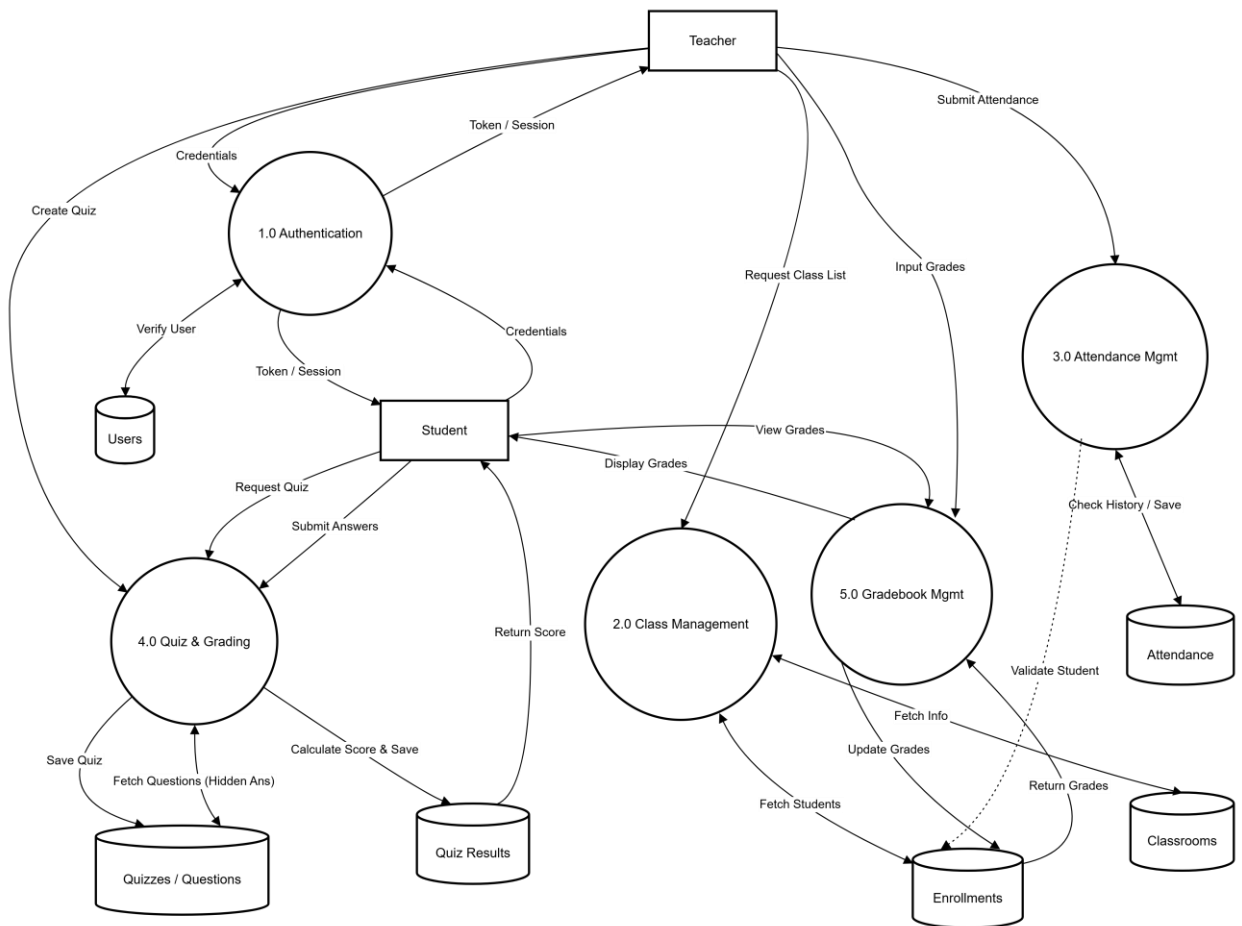 Teacher
Submit Attendance
Token / Session
Credentials
Create Quiz
1.0 Authentication
Request Class List
Input Grades
Verify User
Credentials
3.0 Attendance Mgmt
Token / Session
Users
Student
View Grades
Display Grades
Request Quiz
Submit Answers
Check History / Save
4.0 Quiz & Grading
Return Score
2.0 Class Management
5.0 Gradebook Mgmt
Attendance
Validate Student
Fetch Info
Save Quiz
Calculate Score & Save
Update Grades
Fetch Questions (Hidden Ans)
Return Grades
Fetch Students
Quiz Results
Classrooms
Quizzes / Questions
Enrollments